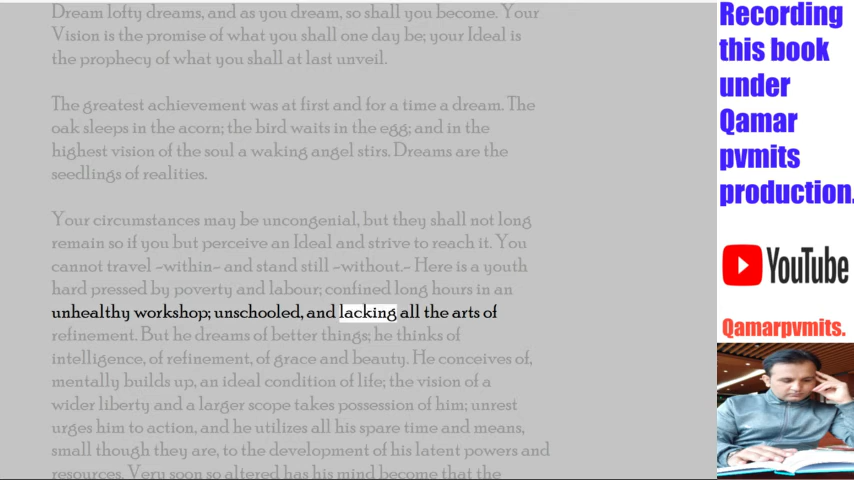 Dream lofty dreams, and as you dream, so shall you become. Your
Vision is the promise of what you shall one day be; your Ideal is
the prophecy of what you shall at last unveil.
The greatest achievement was at first and for a time a dream. The
oak sleeps in the acorn; the bird waits in the egg; and in the
highest vision of the soul a waking angel stirs. Dreams are the
seedlings of realities.
Your circumstances may be uncongenial, but they shall not long
remain so if you but perceive an Ideal and strive to reach it. You
cannot travel -within- and stand still -without.- Here is a youth
hard pressed by poverty and labour; confined long hours in an
unhealthy workshop; unschooled, and lacking all the arts of
refinement. But he dreams of better things; he thinks of
intelligence, of refinement, of grace and beauty. He conceives of,
mentally builds up, an ideal condition of life; the vision of a
wider liberty and a larger scope takes possession of him; unrest
urges him to action, and he utilizes all his spare time and means,
small though they are, to the development of his latent powers and
resources. Very soon so altered has his mind become that the
Recording
this book
under
Qamar
pvmits
production.
YouTube
Qamarpvmits.